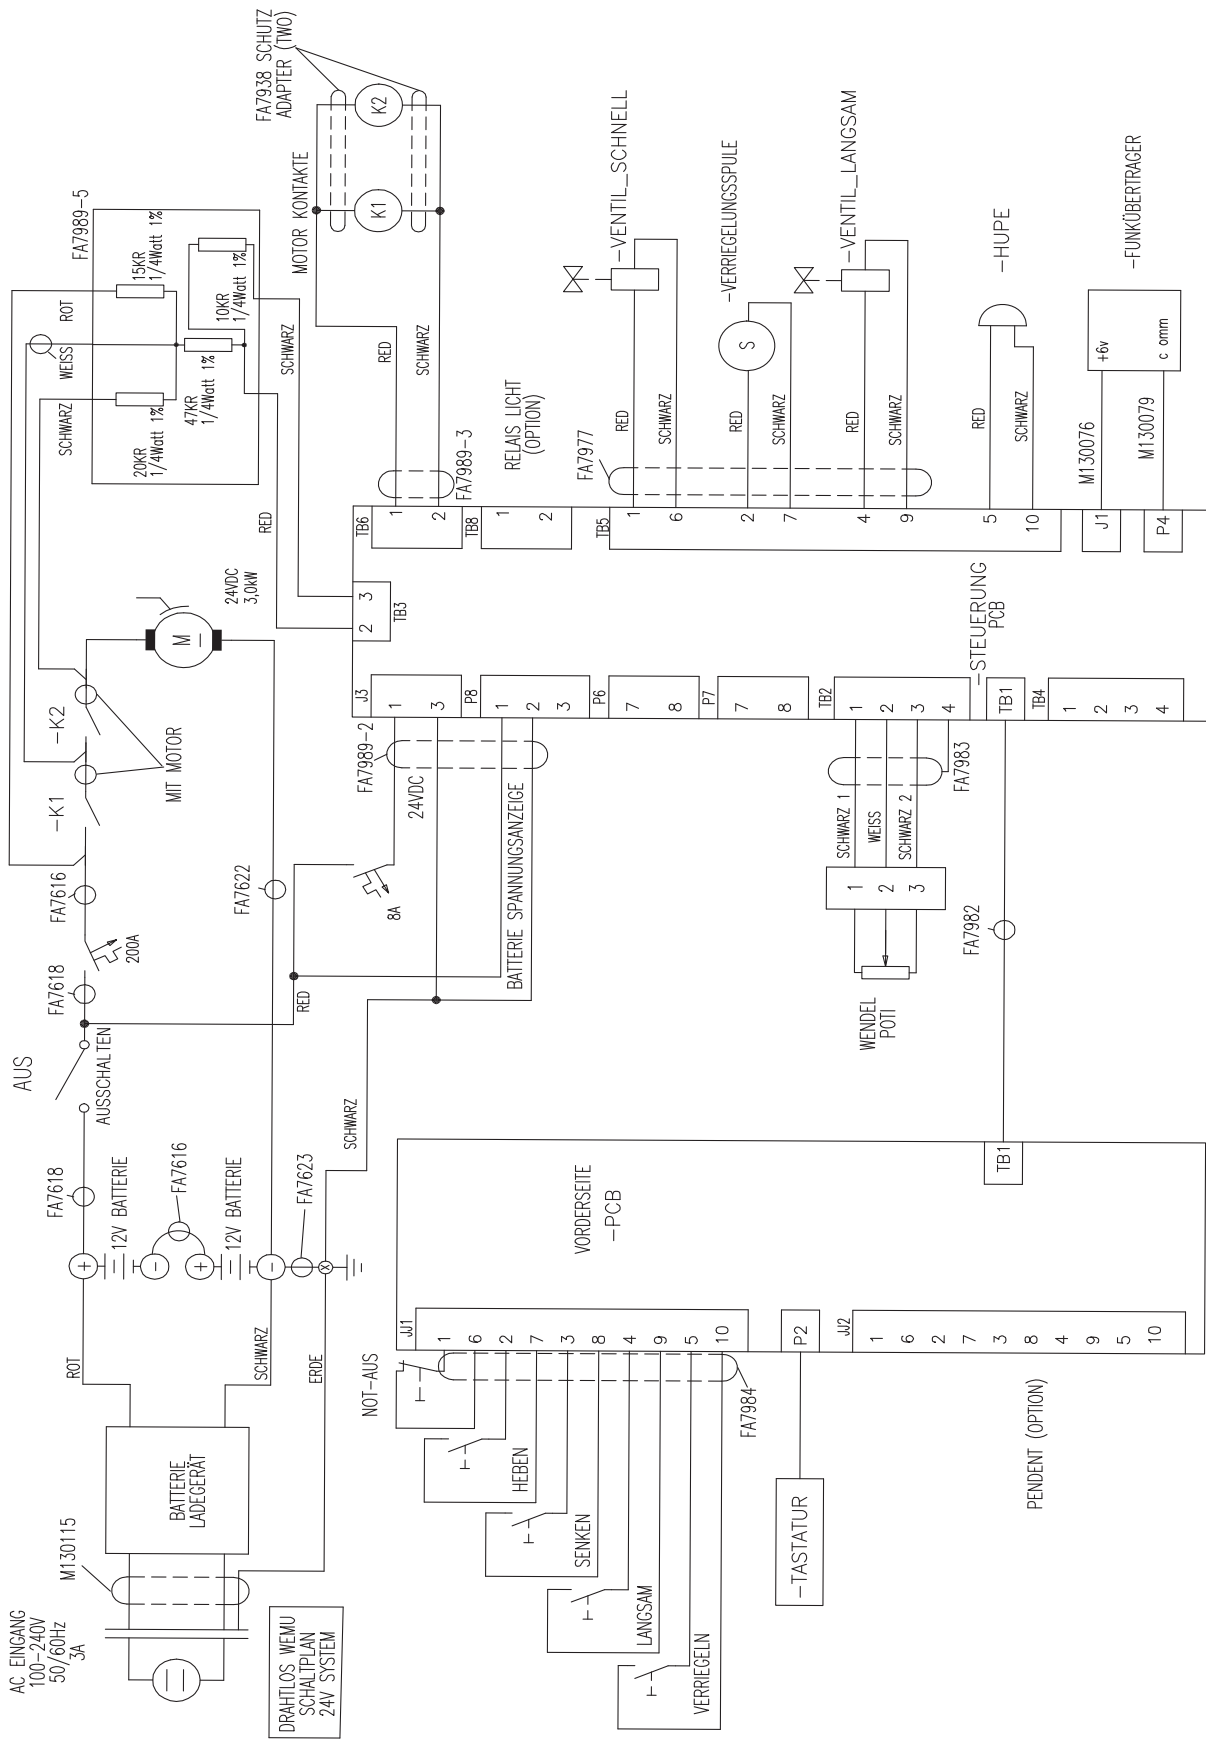 AC EINGANG
100-240V
50/60Hz
3A
M130115
BATTERIE
LADEGERÄT
DRAHTLOS WEMU
SCHALTPLAN
24V SYSTEM
ROT
SCHWARZ
ERDE
FA7618
+
12V BATTERIE
-
FA7616
+
12V BATTERIE
-
FA7623
X
AUS
AUSSCHALTEN
FA7618
200A
FA7616
FA7622
RED
SCHWARZ
-K1
-K2
MIT MOTOR
M
24VDC
3,0kW
SCHWARZ
WEISS
ROT
FA7989-5
20KR
1/4Watt 1%
15KR
1/4Watt 1%
47KR
1/4Watt 1%
10KR
1/4Watt 1%
RED
SCHWARZ
8A
FA7989-2
24VDC
BATTERIE SPANNUNGSANZEIGE
J3
1
3
P8
1
2
3
P6
7
8
P7
7
8
TB2
1
2
3
4
TB1
TB4
1
2
3
4
-STEUERUNG
PCB
TB3
2
3
TB6
1
2
TB8
1
2
TB5
1
6
2
7
4
9
5
10
J1
P4
FA7989-3
RED
SCHWARZ
MOTOR KONTAKTE
K1
K2
FA7938 SCHUTZ
ADAPTER (TWO)
RELAIS LICHT
(OPTION)
FA7977
RED
SCHWARZ
-VENTIL_SCHNELL
RED
SCHWARZ
S
-VERRIEGELUNGSSPULE
RED
SCHWARZ
-VENTIL_LANGSAM
RED
SCHWARZ
-HUPE
M130076
M130079
+6v
c omm
-FUNKÜBERTRAGER
SCHWARZ 1
WEISS
SCHWARZ 2
FA7983
1
2
3
WENDEL
POTI
FA7982
VORDERSEITE
-PCB
TB1
JJ1
1
6
2
7
3
8
4
9
5
10
P2
JJ2
1
6
2
7
3
8
4
9
5
10
NOT-AUS
HEBEN
SENKEN
LANGSAM
VERRIEGELN
FA7984
-TASTATUR
PENDENT (OPTION)